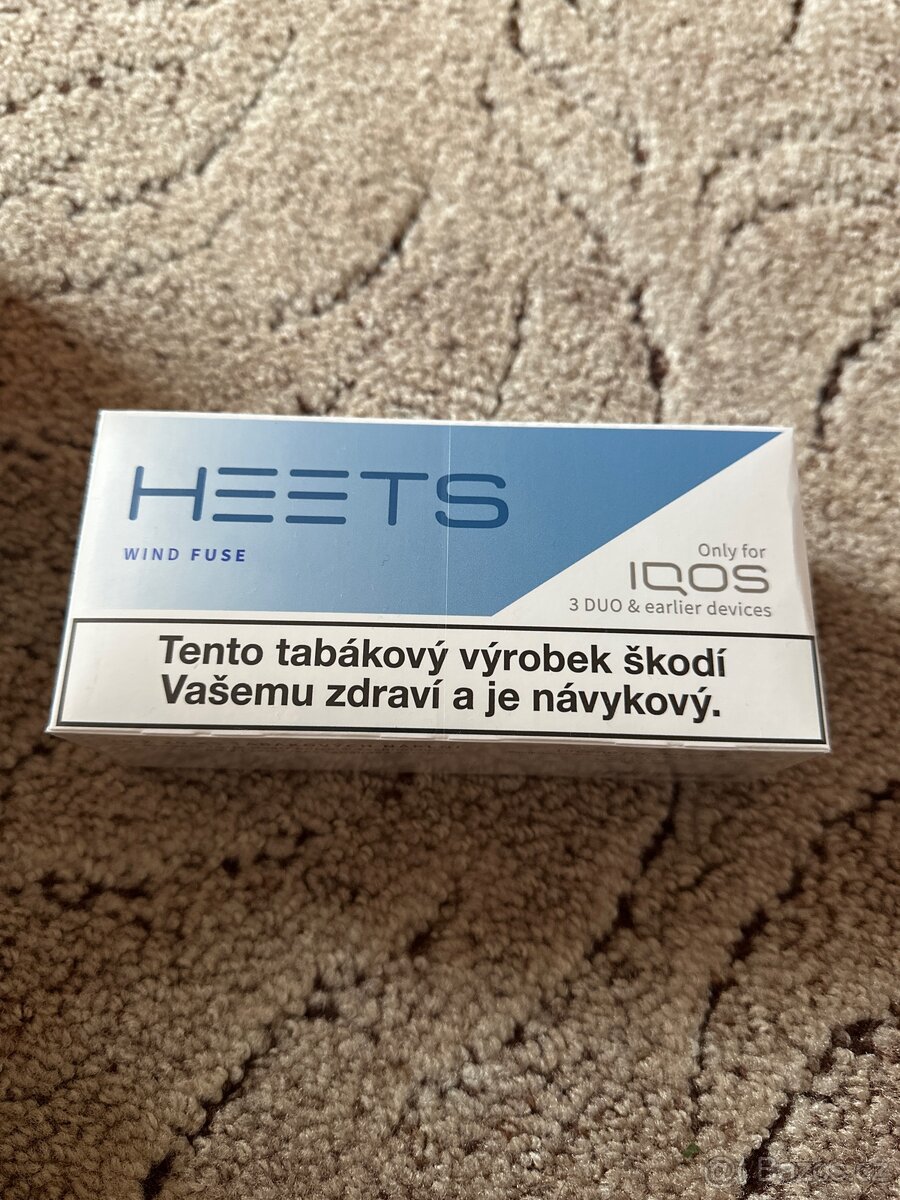 HEETS
WIND FUSE
Only for
IQOS
3 DUO & earlier devices
Tento tabákový výrobek škodí
Vašemu zdraví a je návykový.